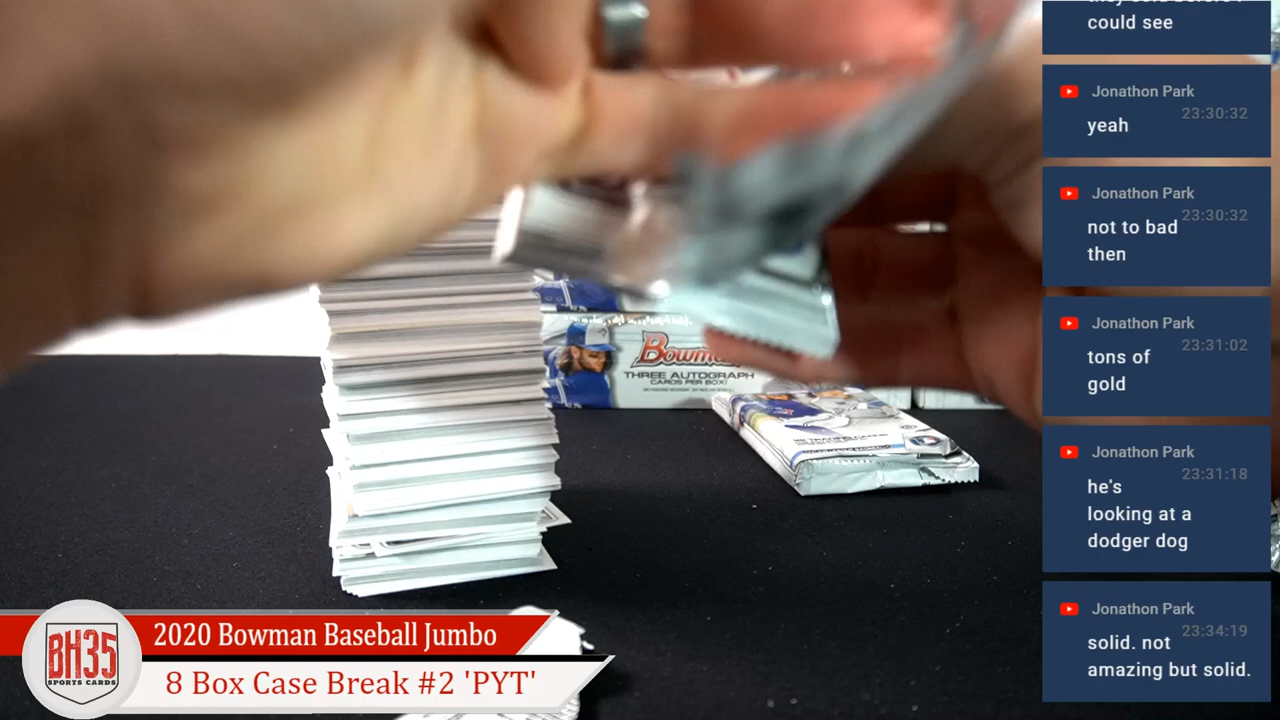 could see
Jonathon Park
23:30:32
yeah
Jonathon Park
23:30:32
not to bad
then
Jonathon Park
23:31:02
tons of
gold
Jonathon Park
23:31:18
he's
looking at a
dodger dog
Jonathon Park
23:34:19
solid. not
amazing but solid.
Bowm
THREE AUTOGRAPH
CARDS PER BOX!
BH35
SPORTS CARDS
2020 Bowman Baseball Jumbo
8 Box Case Break #2 'PYT'